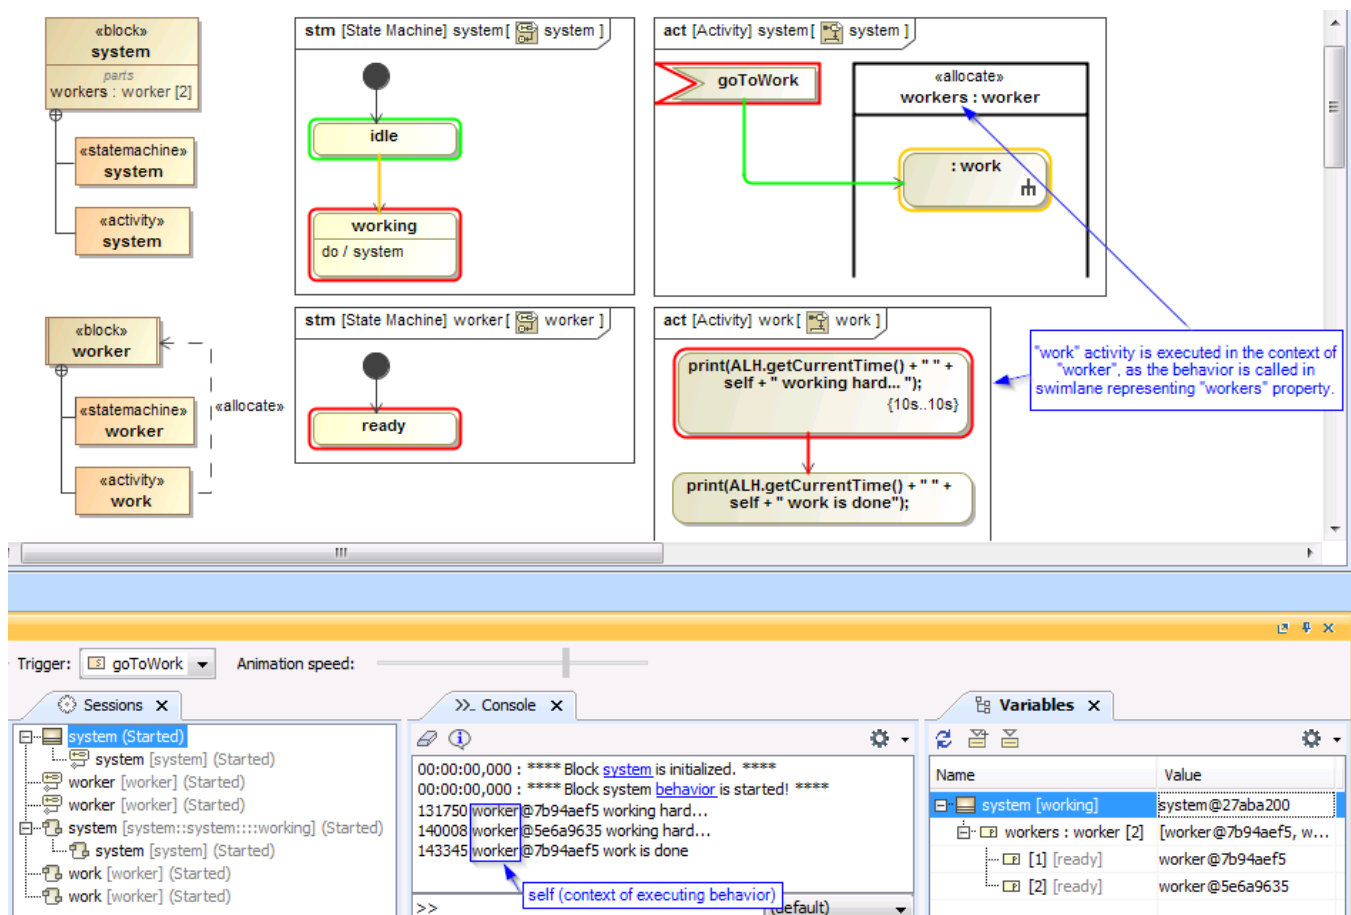 «block»
system
parts
workers : worker [2]
«statemachine»
system
«activity»
system
stm [State Machine] system [ system ]
idle
working
do / system
act [Activity] system [ system ]
goToWork
«allocate»
workers : worker
: work
«block»
worker
«statemachine»
worker
«allocate»
«activity»
work
stm [State Machine] worker [ worker ]
ready
act [Activity] work [ work ]
print(ALH.getCurrentTime() + " " +
self + " working hard... ");
{10s..10s}
print(ALH.getCurrentTime() + " " +
self + " work is done");
"work" activity is executed in the context of
"worker", as the behavior is called in
swimlane representing "workers" property.
Trigger: goToWork Animation speed:
Sessions
system (Started)
system [system] (Started)
worker [worker] (Started)
worker [worker] (Started)
system [system::system::::working] (Started)
system [system] (Started)
work [worker] (Started)
work [worker] (Started)
Console
00:00:00,000 : **** Block system is initialized. ****
00:00:00,000 : **** Block system behavior is started! ****
131750 worker@7b94aef5 working hard...
140008 worker@5e6a9635 working hard...
143345 worker@7b94aef5 work is done
self (context of executing behavior)
>> (default)
Variables
Name Value
system [working] system@27aba200
workers : worker [2] [worker@7b94aef5, w...
[1] [ready] worker@7b94aef5
[2] [ready] worker@5e6a9635